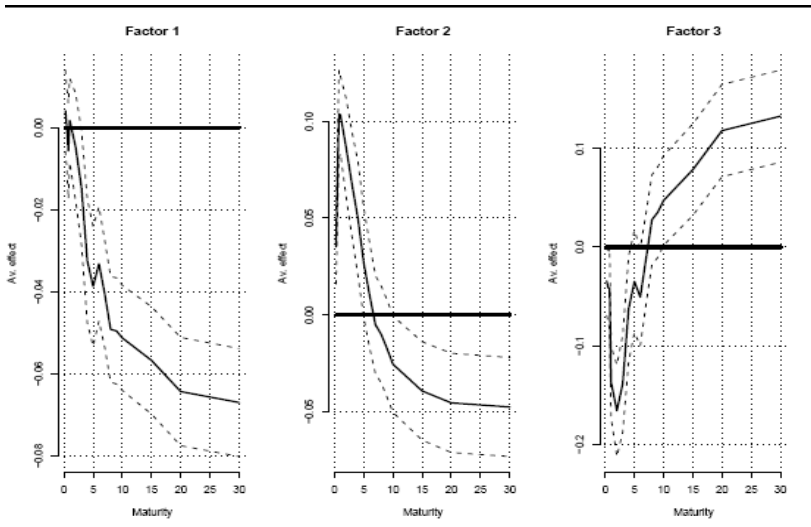 Factor 1
Factor 2
Factor 3
Av. effect
0.00
-0.02
-0.04
-0.06
-0.08
0 5 10 15 20 25 30
Maturity
Av. effect
0.10
0.05
0.00
-0.05
0 5 10 15 20 25 30
Maturity
Av. effect
0.1
0.0
-0.1
-0.2
0 5 10 15 20 25 30
Maturity